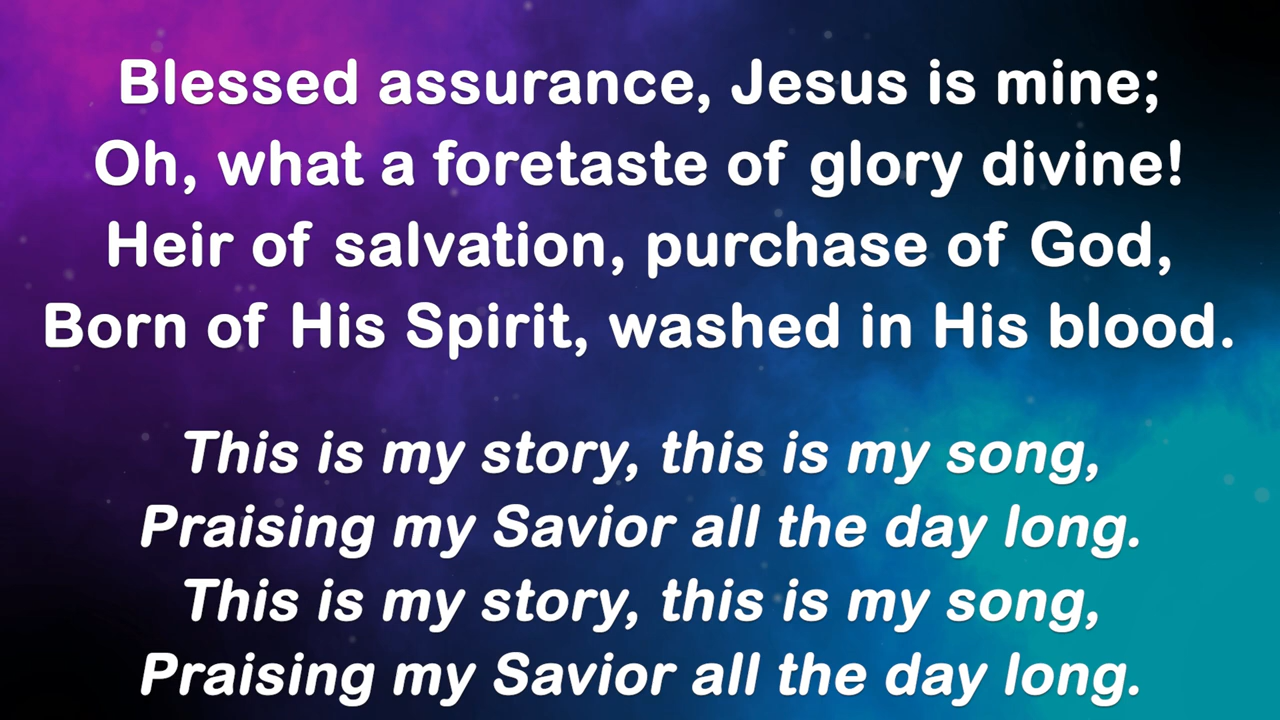 Blessed assurance, Jesus is mine;
Oh, what a foretaste of glory divine!
Heir of salvation, purchase of God,
Born of His Spirit, washed in His blood.
This is my story, this is my song,
Praising my Savior all the day long.
This is my story, this is my song,
Praising my Savior all the day long.